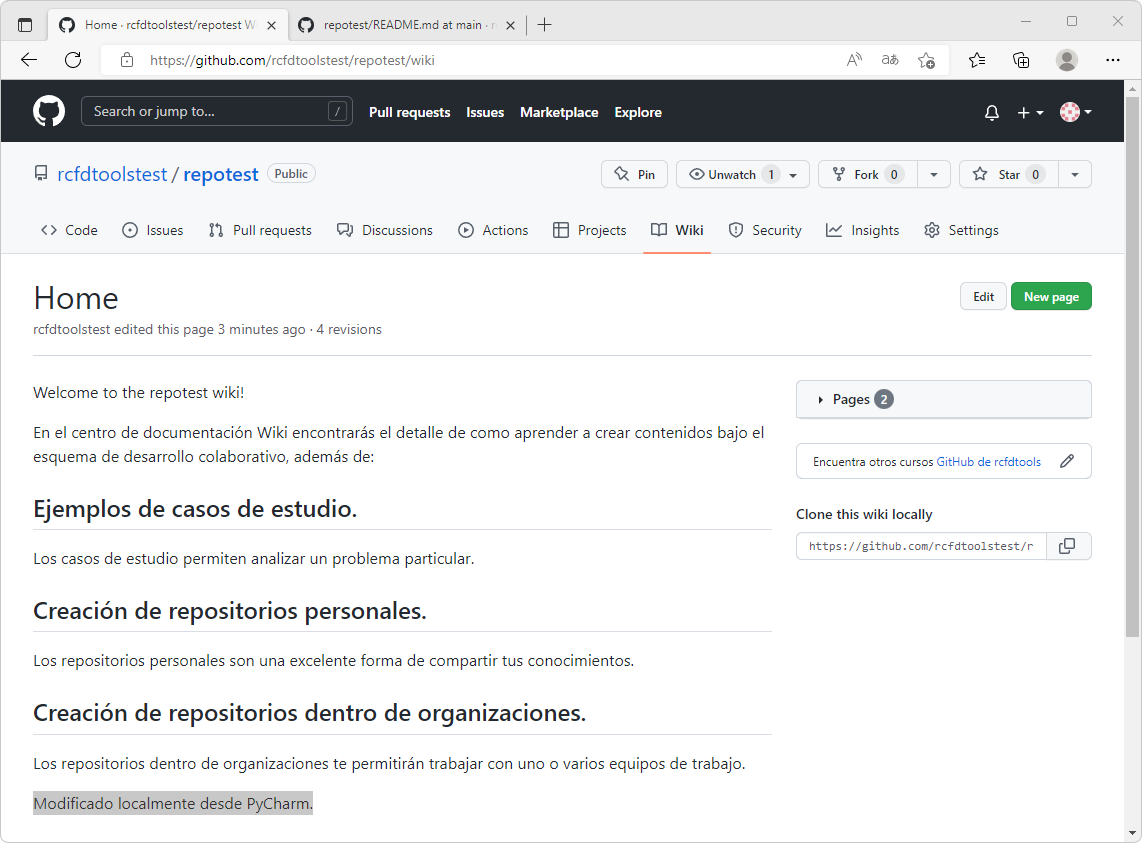 Home · rcfdtoolstest/repotest W
repotest/README.md at main · r
https://github.com/rcfdtoolstest/repotest/wiki
Search or jump to... /
Pull requests Issues Marketplace Explore
rcfdtoolstest / repotest Public
Pin Unwatch 1 Fork 0 Star 0
Code Issues Pull requests Discussions Actions Projects Wiki Security Insights Settings
Home
Edit New page
rcfdtoolstest edited this page 3 minutes ago · 4 revisions
Welcome to the repotest wiki!
En el centro de documentación Wiki encontrarás el detalle de como aprender a crear contenidos bajo el
esquema de desarrollo colaborativo, además de:
Ejemplos de casos de estudio.
Los casos de estudio permiten analizar un problema particular.
Creación de repositorios personales.
Los repositorios personales son una excelente forma de compartir tus conocimientos.
Creación de repositorios dentro de organizaciones.
Los repositorios dentro de organizaciones te permitirán trabajar con uno o varios equipos de trabajo.
Modificado localmente desde PyCharm.
Pages 2
Encuentra otros cursos GitHub de rcfdtools
Clone this wiki locally
https://github.com/rcfdtoolstest/r